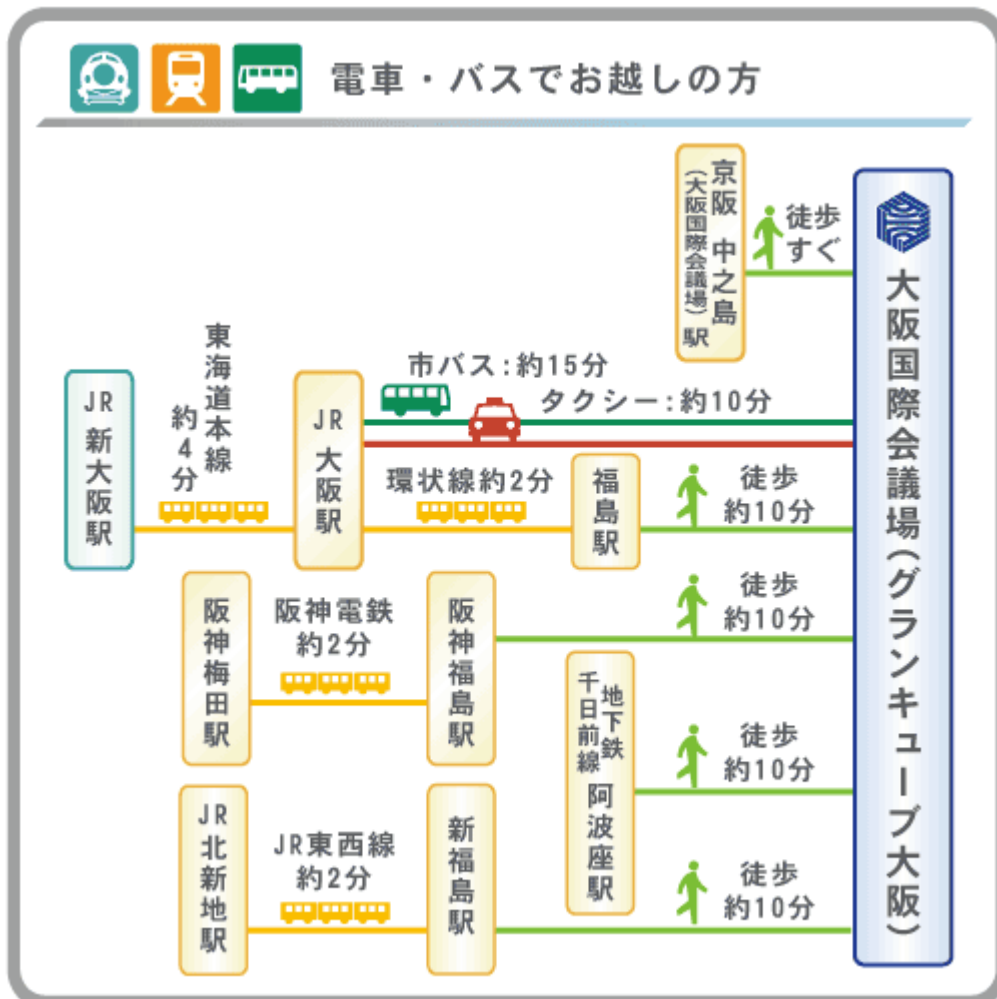 電車・バスでお越しの方
京阪 中之島駅
(大阪国際会議場)
徒歩
すぐ
大阪国際会議場(グランキューブ大阪)
市バス:約15分
タクシー:約10分
JR 新大阪駅
東海道本線
約4分
JR 大阪駅
環状線約2分
福島駅
徒歩
約10分
阪神梅田駅
阪神電鉄
約2分
阪神福島駅
徒歩
約10分
地下鉄
千日前線
阿波座駅
徒歩
約10分
JR北新地駅
JR東西線
約2分
新福島駅
徒歩
約10分